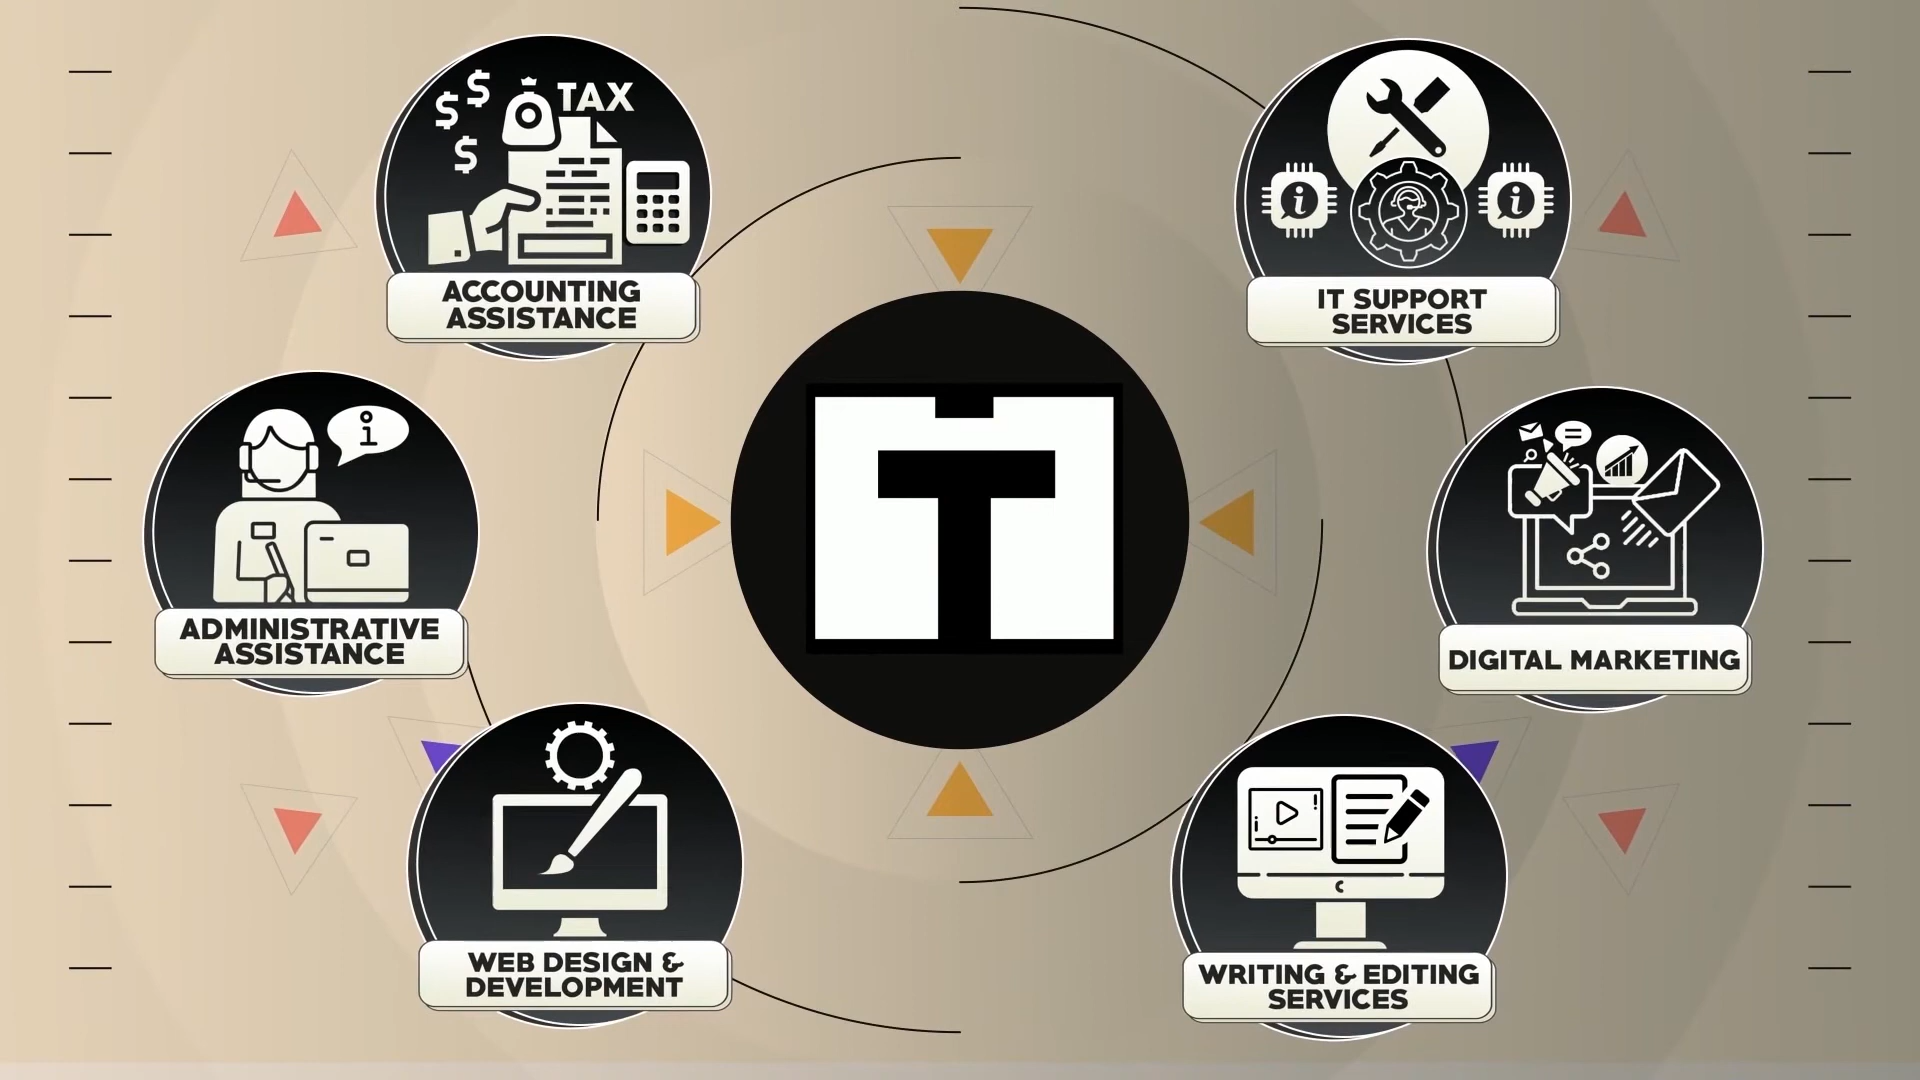 $ $ TAX
$
ACCOUNTING
ASSISTANCE
IT SUPPORT
SERVICES
i
i
i
ADMINISTRATIVE
ASSISTANCE
T
DIGITAL MARKETING
WEB DESIGN &
DEVELOPMENT
WRITING & EDITING
SERVICES